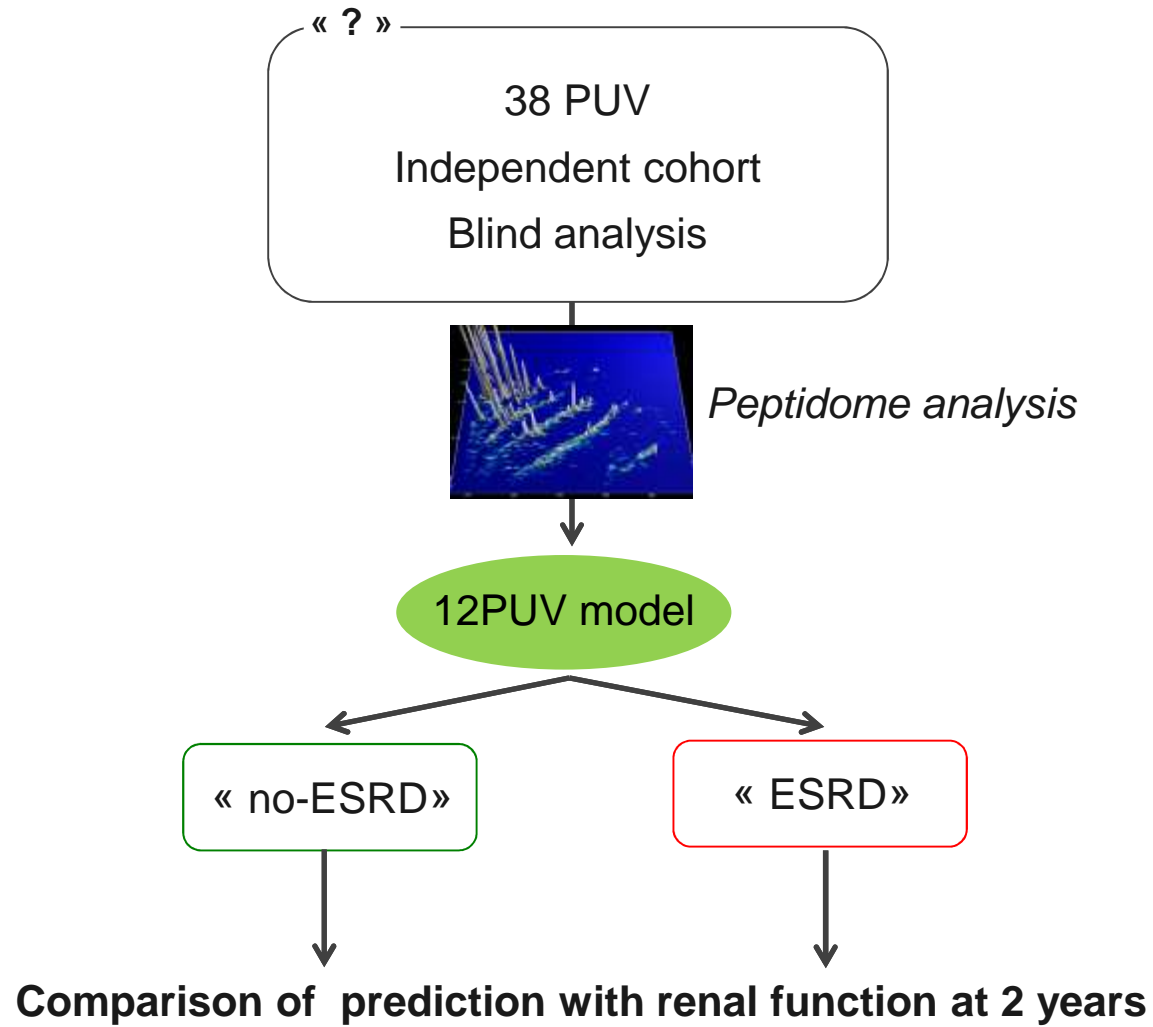 « ? »
38 PUV
Independent cohort
Blind analysis
Peptidome analysis
12PUV model
« no-ESRD»
« ESRD»
Comparison of prediction with renal function at 2 years